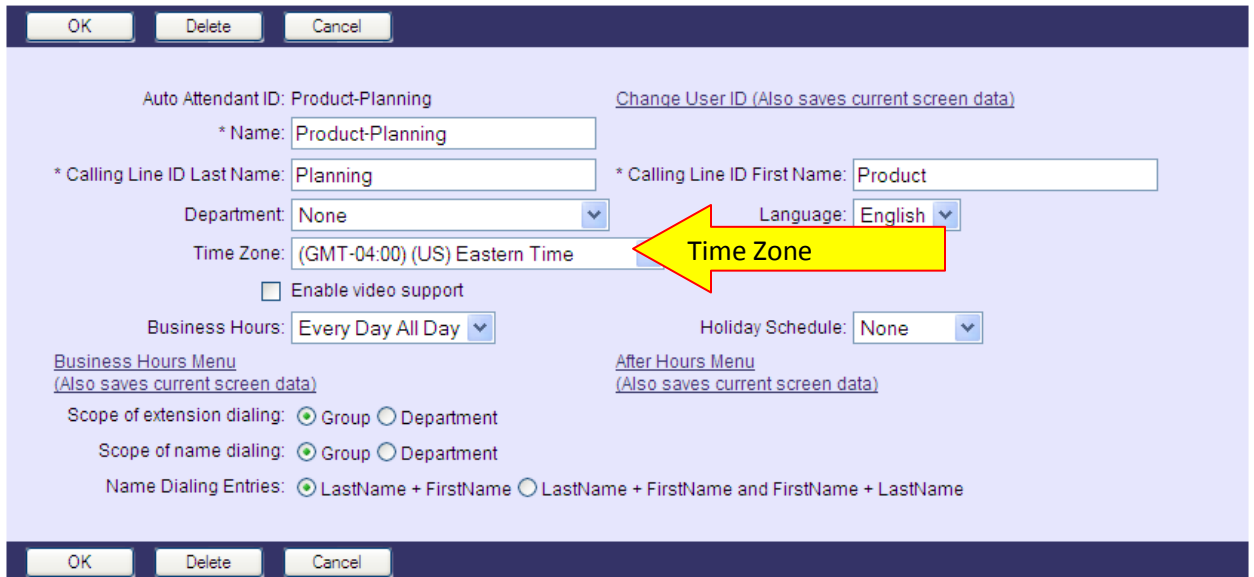 OK Delete Cancel
Auto Attendant ID: Product-Planning Change User ID (Also saves current screen data)
* Name: Product-Planning
* Calling Line ID Last Name: Planning * Calling Line ID First Name: Product
Department: None Language: English
Time Zone: (GMT-04:00) (US) Eastern Time Time Zone
Enable video support
Business Hours: Every Day All Day Holiday Schedule: None
Business Hours Menu After Hours Menu
(Also saves current screen data) (Also saves current screen data)
Scope of extension dialing: Group Department
Scope of name dialing: Group Department
Name Dialing Entries: LastName + FirstName LastName + FirstName and FirstName + LastName
OK Delete Cancel